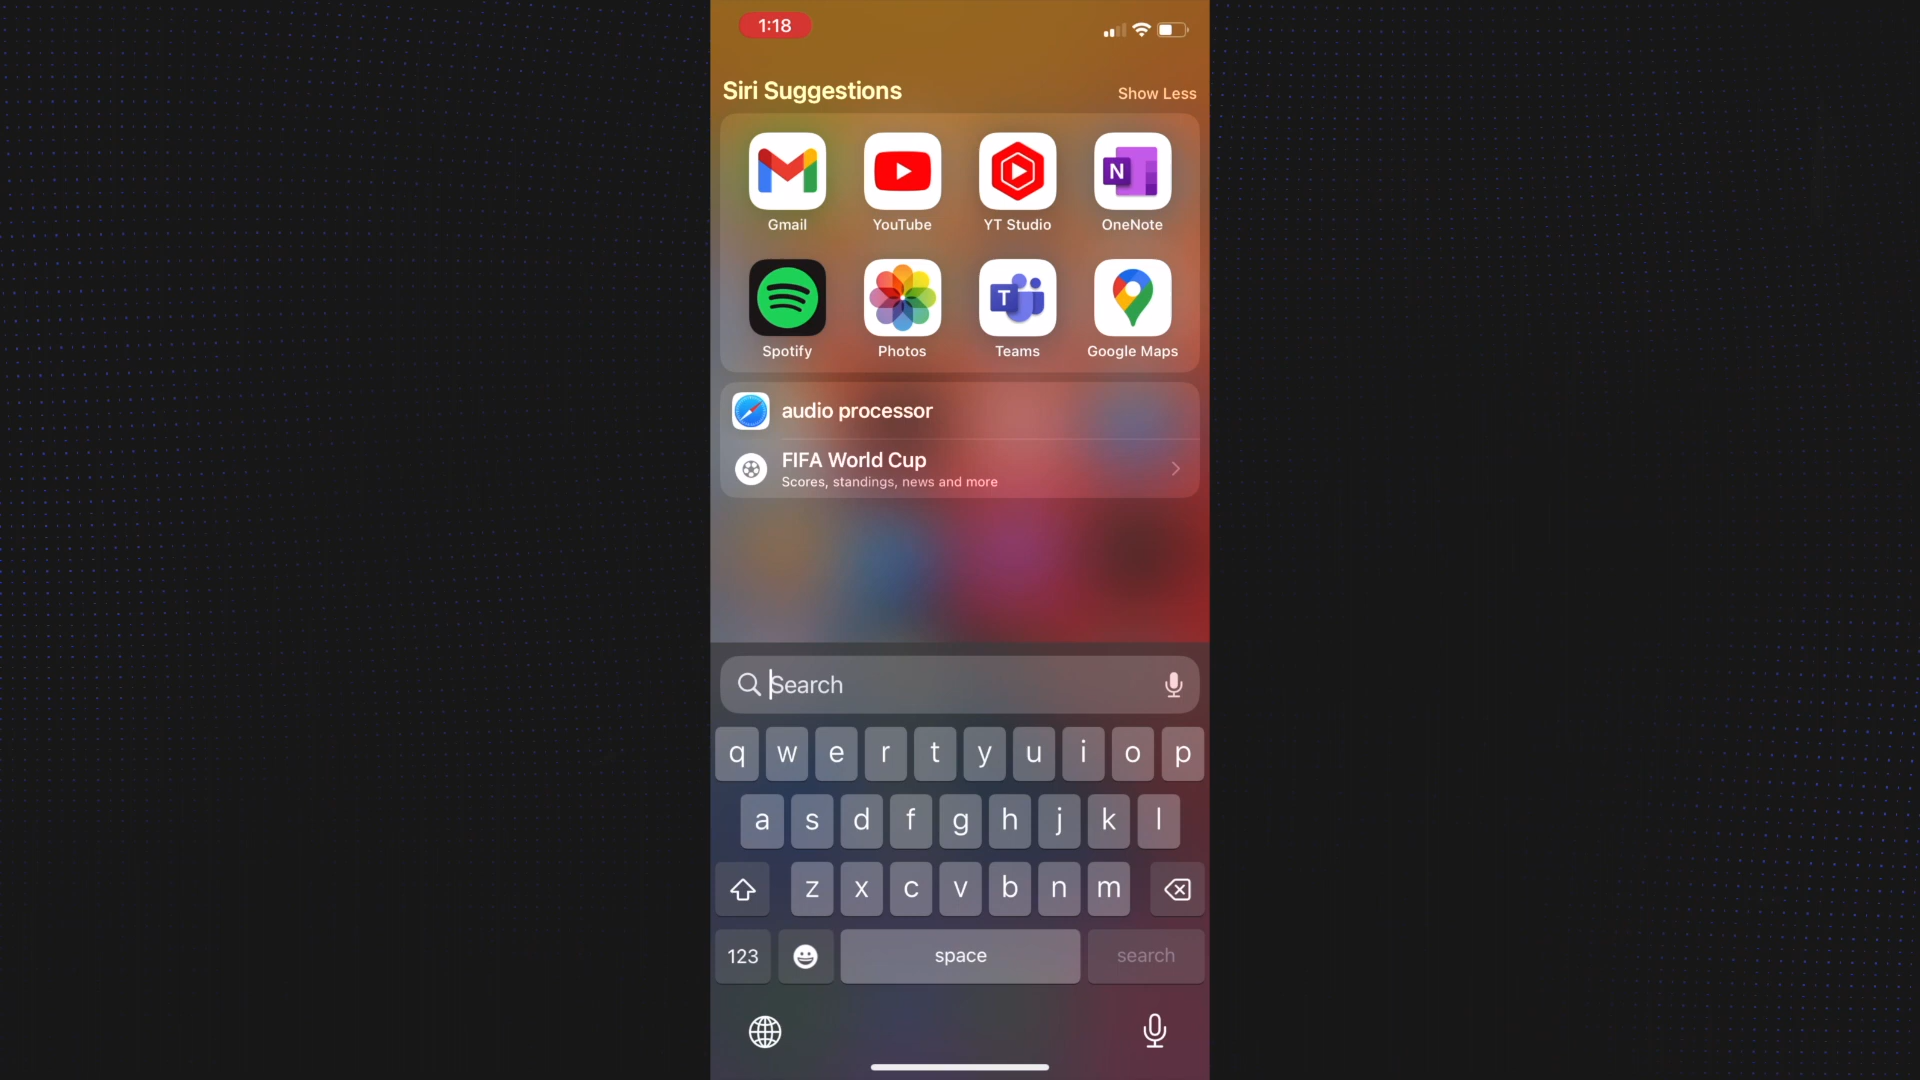 1:18
Siri Suggestions
Show Less
Gmail
YouTube
YT Studio
N
OneNote
Spotify
Photos
T
Teams
Google Maps
audio processor
FIFA World Cup
Scores, standings, news and more
Search
q w e r t y u i o p
a s d f g h j k l
z x c v b n m
123
space
search